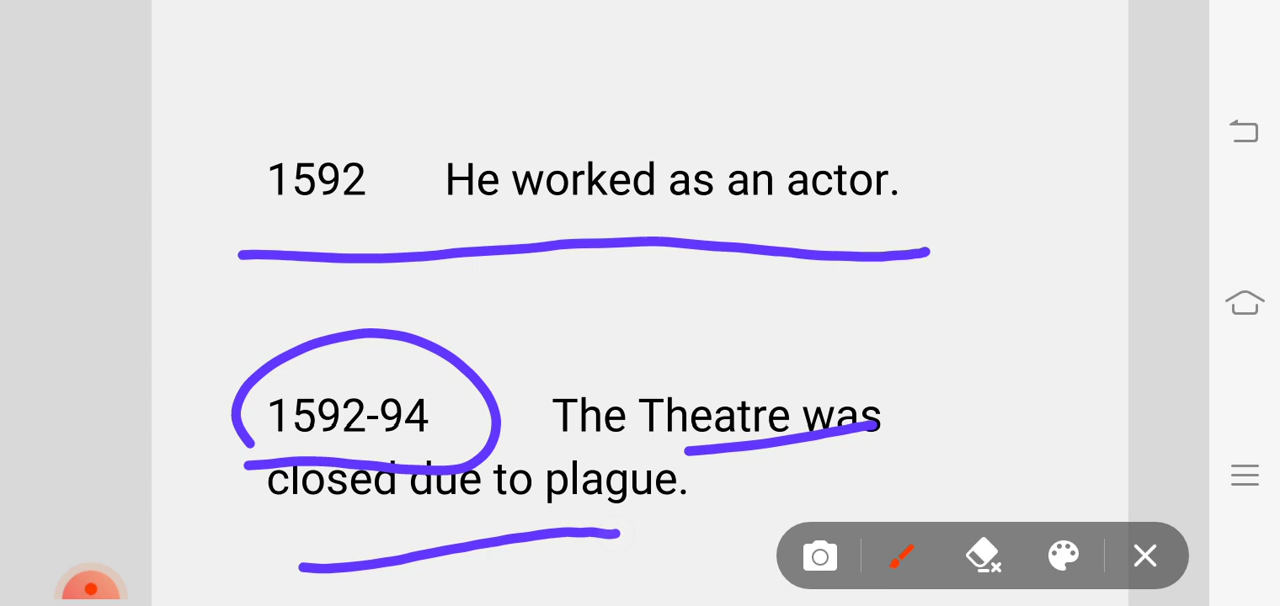 1592 He worked as an actor.
1592-94 The Theatre was
closed due to plague.